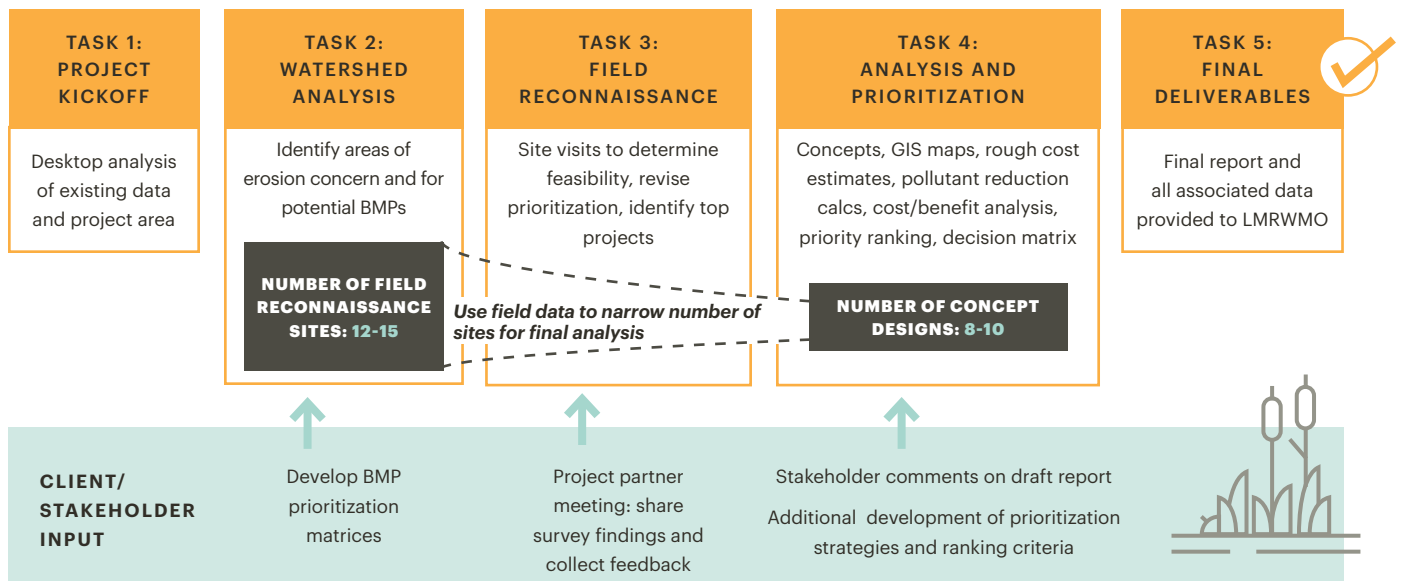 TASK 1:
PROJECT
KICKOFF
Desktop analysis
of existing data
and project area
TASK 2:
WATERSHED
ANALYSIS
Identify areas of
erosion concern and for
potential BMPs
NUMBER OF FIELD
RECONNAISSANCE
SITES: 12-15
TASK 3:
FIELD
RECONNAISSANCE
Site visits to determine
feasibility, revise
prioritization, identify top
projects
Use field data to narrow number of
sites for final analysis
TASK 4:
ANALYSIS AND
PRIORITIZATION
Concepts, GIS maps, rough cost
estimates, pollutant reduction
calcs, cost/benefit analysis,
priority ranking, decision matrix
NUMBER OF CONCEPT
DESIGNS: 8-10
TASK 5:
FINAL
DELIVERABLES
Final report and
all associated data
provided to LMRWMO
CLIENT/
STAKEHOLDER
INPUT
Develop BMP
prioritization
matrices
Project partner
meeting: share
survey findings and
collect feedback
Stakeholder comments on draft report
Additional development of prioritization
strategies and ranking criteria